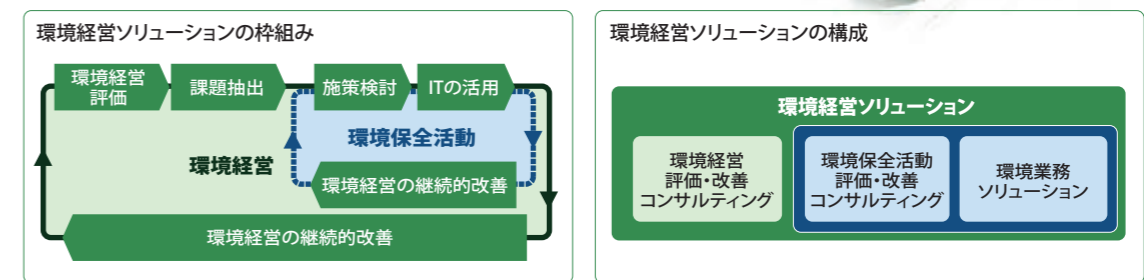 環境経営ソリューションの枠組み
環境経営
評価
課題抽出
施策検討
ITの活用
環境保全活動
環境経営
環境経営の継続的改善
環境経営の継続的改善
環境経営ソリューションの構成
環境経営ソリューション
環境経営
評価・改善
コンサルティング
環境保全活動
評価・改善
コンサルティング
環境業務
ソリューション